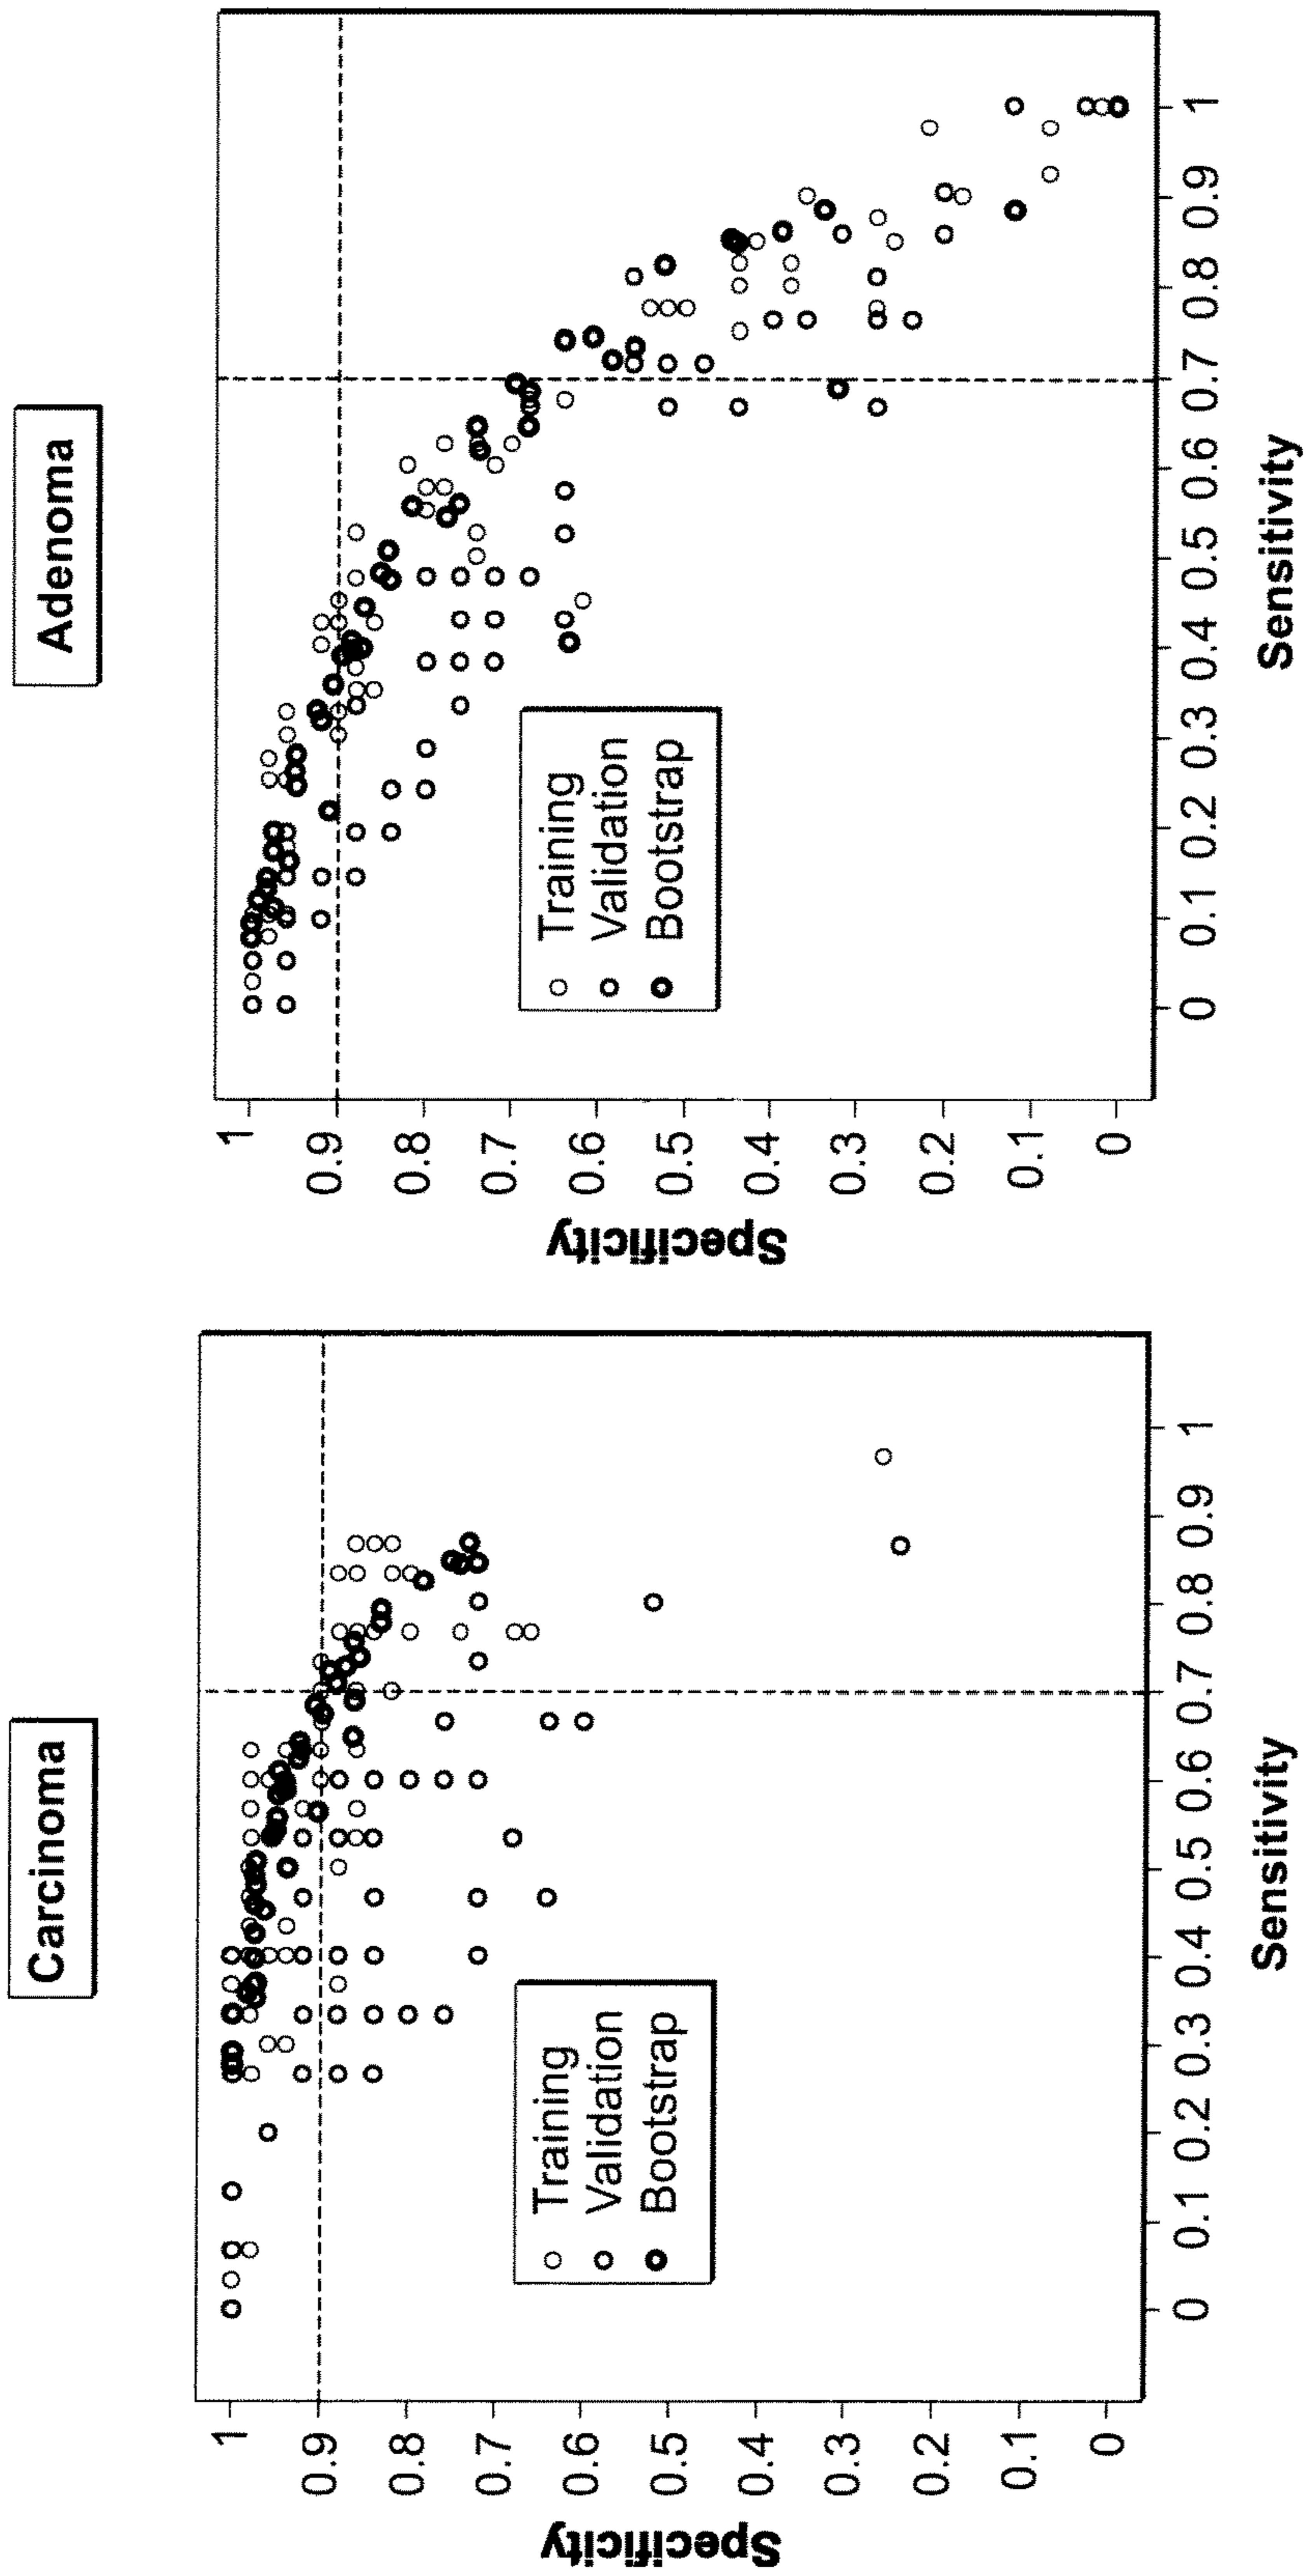 Carcinoma
Specificity
1
0.9
0.8
0.7
0.6
0.5
0.4
0.3
0.2
0.1
0
Training
Validation
Bootstrap
0 0.1 0.2 0.3 0.4 0.5 0.6 0.7 0.8 0.9 1
Sensitivity
Adenoma
Specificity
1
0.9
0.8
0.7
0.6
0.5
0.4
0.3
0.2
0.1
0
Training
Validation
Bootstrap
0 0.1 0.2 0.3 0.4 0.5 0.6 0.7 0.8 0.9 1
Sensitivity